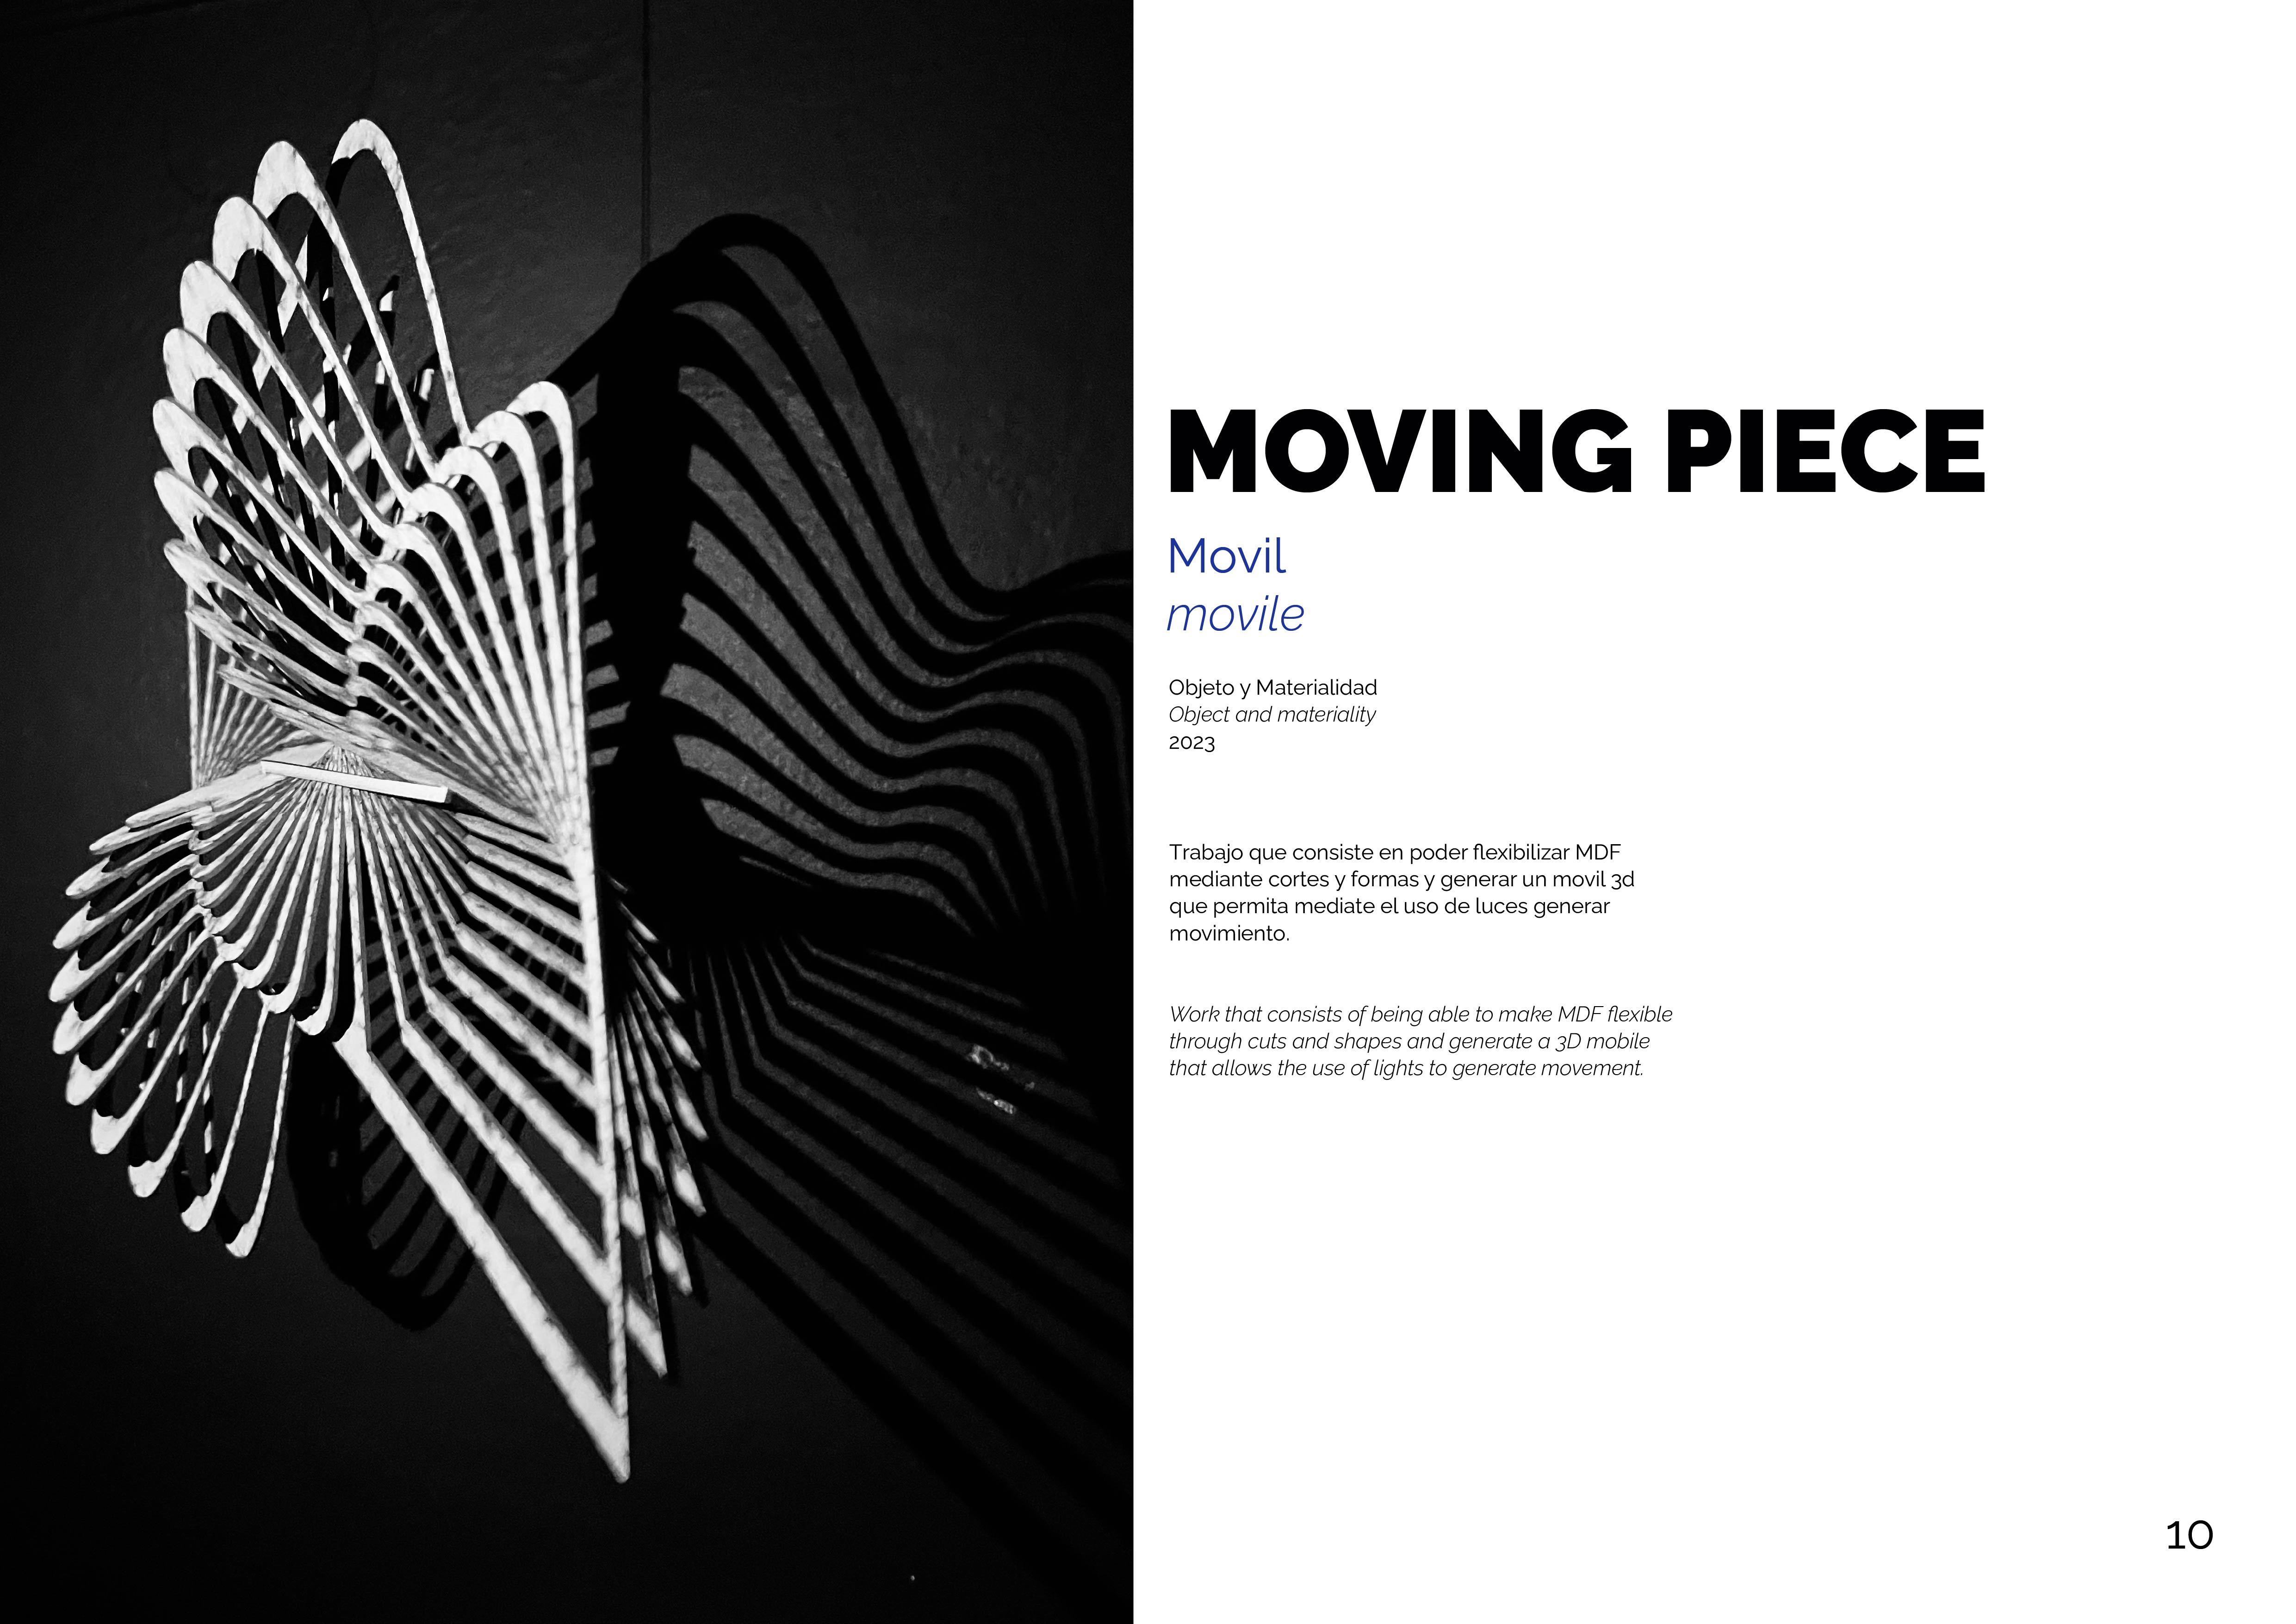 MOVING PIECE
Movil
movile
Objeto y Materialidad
Object and materiality
2023
Trabajo que consiste en poder flexibilizar MDF
mediante cortes y formas y generar un movil 3d
que permita mediate el uso de luces generar
movimiento.
Work that consists of being able to make MDF flexible
through cuts and shapes and generate a 3D mobile
that allows the use of lights to generate movement.
10